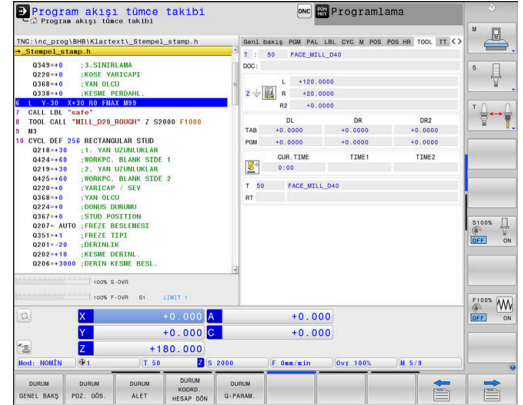 Program akışı tümce takibi
Program akışı tümce takibi
DNC
Programlama
TNC:\nc_prog\BHB\Klartext\_Stempel_stamp.h
→_Stempel_stamp.h
Q349=+0 ;3.SINIRLAMA
Q220=+0 ;KOSE YARICAPI
Q368=+0 ;YAN OLCU
Q338=+0 ;KESME PERDAHL.
6 L Y-30 X+30 R0 FMAX M99
7 CALL LBL "safe"
8 TOOL CALL "MILL_D20_ROUGH" Z S2000 F1000
9 M3
10 CYCL DEF 256 RECTANGULAR STUD
Q218=+30 ;1. YAN UZUNLUKLAR
Q424=+60 ;WORKPC. BLANK SIDE 1
Q219=+30 ;2. YAN UZUNLUKLAR
Q425=+60 ;WORKPC. BLANK SIDE 2
Q220=+0 ;YARICAP / SEV
Q368=+0 ;YAN OLCU
Q224=+0 ;DONUS DURUMU
Q367=+0 ;STUD POSITION
Q207= AUTO ;FREZE BESLEMESI
Q351=+1 ;FREZE TIPI
Q201=-20 ;DERINLIK
Q202=+10 ;KESME DERINL.
Q206=+3000 ;DERIN KESME BESL.
100% S-OVR
100% F-OVR S1 LIMIT 1
Genl bakış PGM PAL LBL CYC M POS POS HR TOOL TT
T : 50 FACE_MILL_D40
DOC:
L +120.0000
Z R +20.0000
R2 +0.0000
DL DR DR2
TAB +0.0000 +0.0000 +0.0000
PGM +0.0000 +0.0000 +0.0000
CUR.TIME TIME1 TIME2
0:00
T 50 FACE_MILL_D40
RT
X +0.000 A +0.000
Y +0.000 C +0.000
Z +180.000
Mod: NOMİN 1 T 50 Z S 2000 F 0mm/min Ovr 100% M 5/9
DURUM GENEL BAKŞ
DURUM POZ. GÖS.
DURUM ALET
DURUM KOORD. HESAP DÖN
DURUM Q-PARAM.
M
S
T
S100%
OFF ON
F100%
OFF ON